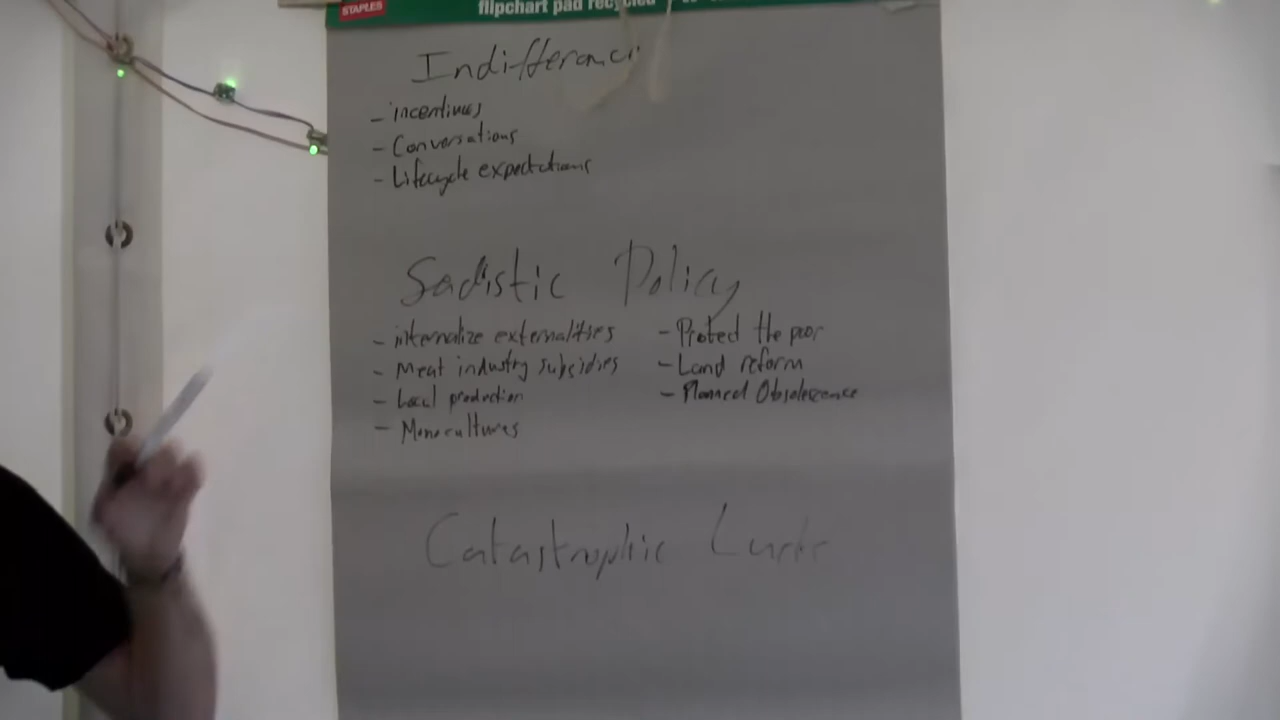 STAPLES flipchart pad recycled
Indifference
- incentives
- Conversations
- Lifecycle expectations
Sadistic Policy
- internalize externalities
- Meat industry subsidies
- Local production
- Monocultures
- Protect the poor
- Land reform
- Planned Obsolescence
Catastrophic